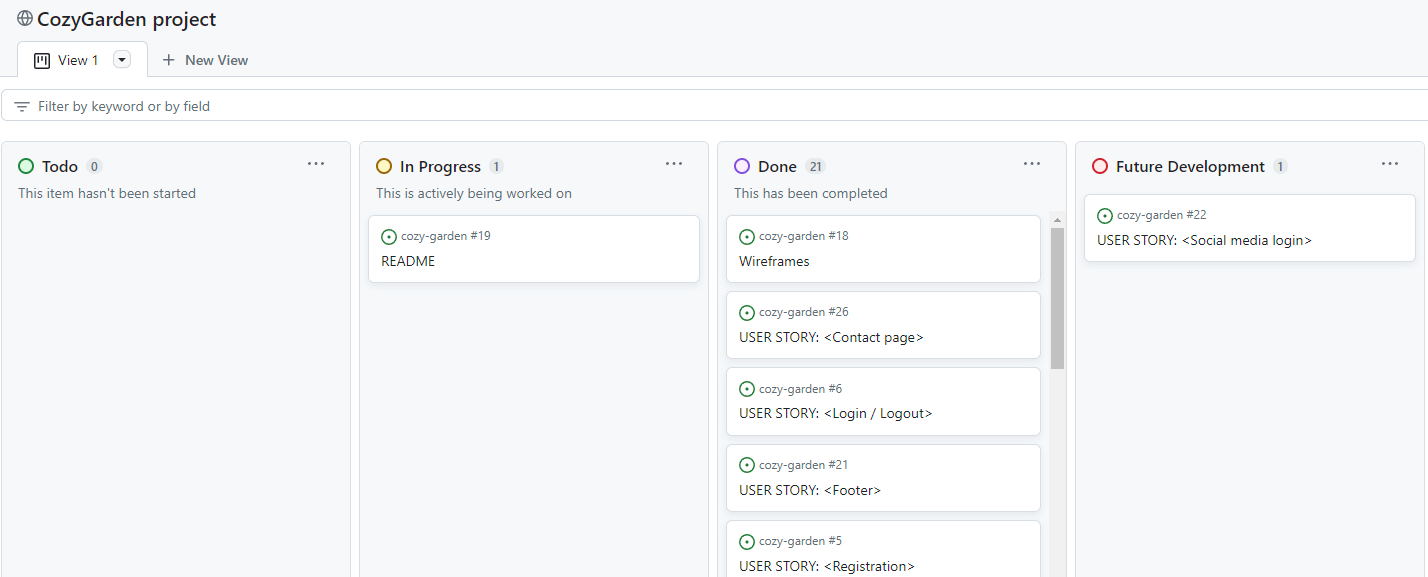 CozyGarden project
View 1
New View
Filter by keyword or by field
Todo 0
This item hasn't been started
In Progress 1
This is actively being worked on
cozy-garden #19
README
Done 21
This has been completed
cozy-garden #18
Wireframes
cozy-garden #26
USER STORY: <Contact page>
cozy-garden #6
USER STORY: <Login / Logout>
cozy-garden #21
USER STORY: <Footer>
cozy-garden #5
USER STORY: <Registration>
Future Development 1
cozy-garden #22
USER STORY: <Social media login>